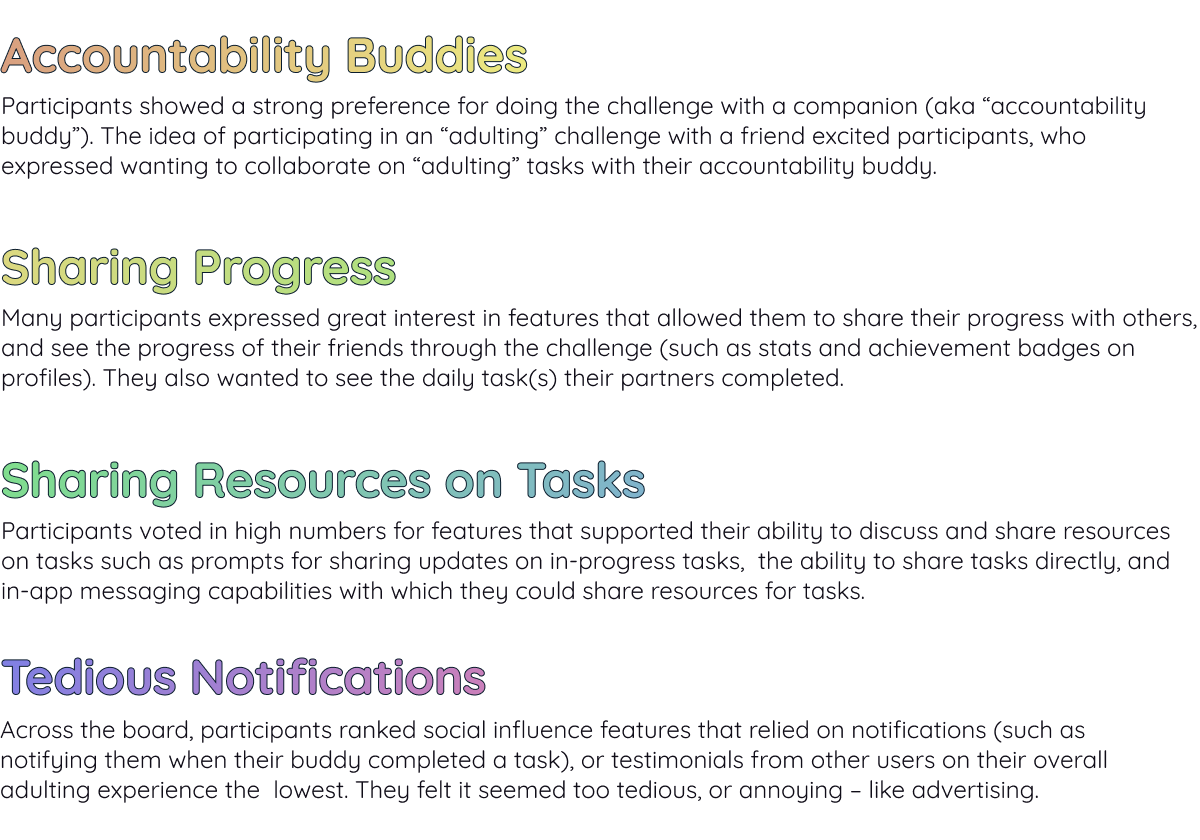 Accountability Buddies
Participants showed a strong preference for doing the challenge with a companion (aka “accountability
buddy”). The idea of participating in an “adulting” challenge with a friend excited participants, who
expressed wanting to collaborate on “adulting” tasks with their accountability buddy.
Sharing Progress
Many participants expressed great interest in features that allowed them to share their progress with others,
and see the progress of their friends through the challenge (such as stats and achievement badges on
profiles). They also wanted to see the daily task(s) their partners completed.
Sharing Resources on Tasks
Participants voted in high numbers for features that supported their ability to discuss and share resources
on tasks such as prompts for sharing updates on in-progress tasks,  the ability to share tasks directly, and
in-app messaging capabilities with which they could share resources for tasks.
Tedious Notifications
Across the board, participants ranked social influence features that relied on notifications (such as
notifying them when their buddy completed a task), or testimonials from other users on their overall
adulting experience the  lowest. They felt it seemed too tedious, or annoying – like advertising.